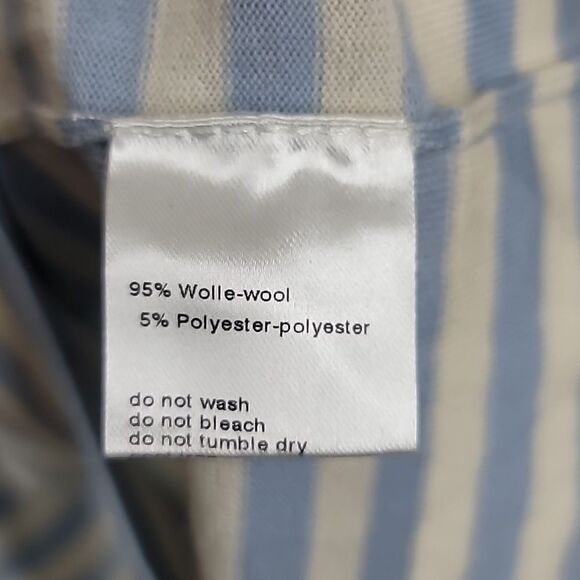 95% Wolle-wool
5% Polyester-polyester
do not wash
do not bleach
do not tumble dry